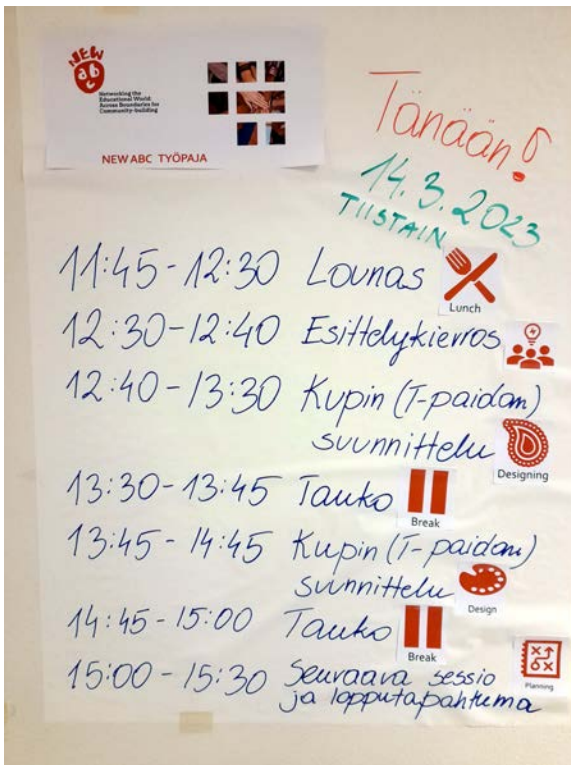 NEW
abc
Networking the
Educational World:
Across Boundaries for
Community-building
NEW ABC TYÖPAJA
Tänään!
14.3.2023
TIISTAIN
11:45-12:30 Lounas
Lunch
12:30-12:40 Esittelykierros
12:40-13:30 Kupin (T-paidan)
suunnittelu
Designing
13:30-13:45 Tauko
Break
13:45-14:45 Kupin (T-paidan)
suunnittelu
Design
14:45-15:00 Tauko
Break
15:00-15:30 Seuraava sessio
ja lopputapahtuma
Planning